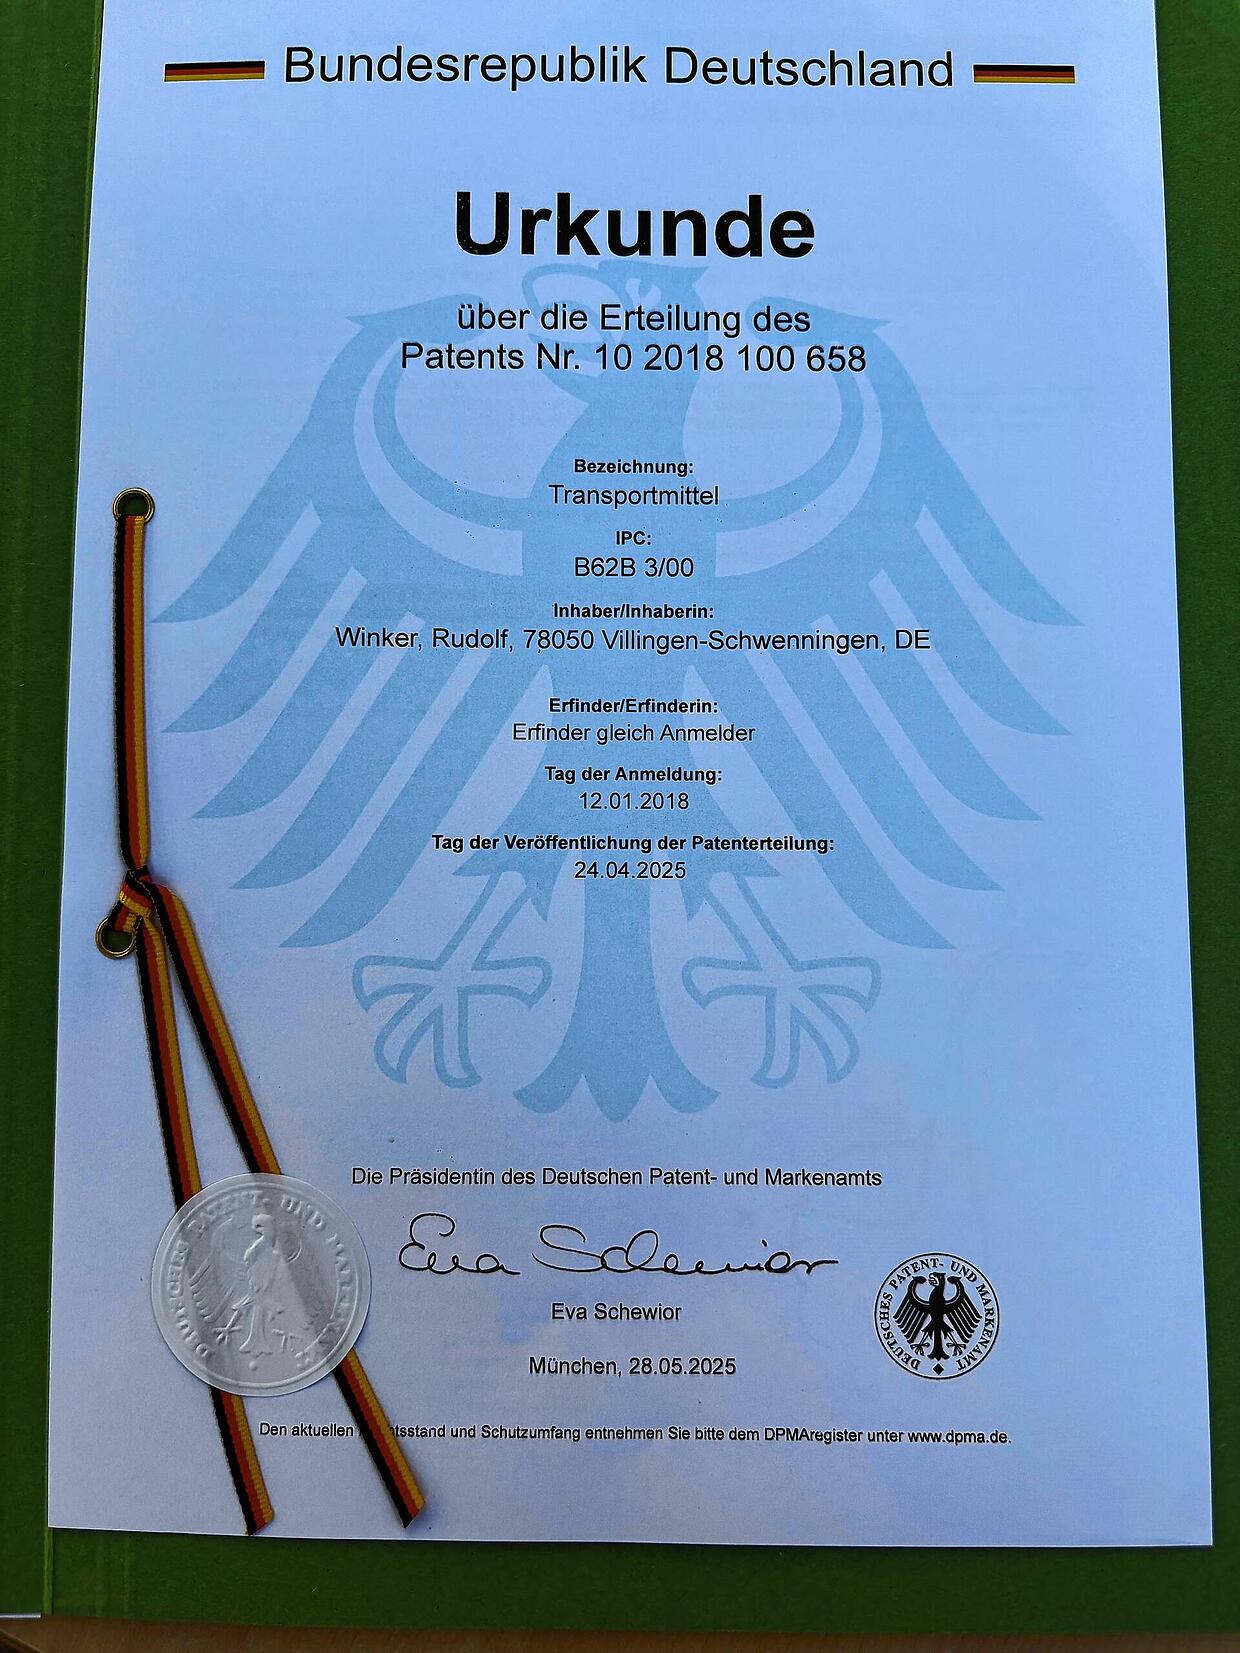 Bundesrepublik Deutschland
Urkunde
über die Erteilung des
Patents Nr. 10 2018 100 658
Bezeichnung:
Transportmittel
IPC:
B62B 3/00
Inhaber/Inhaberin:
Winker, Rudolf, 78050 Villingen-Schwenningen, DE
Erfinder/Erfinderin:
Erfinder gleich Anmelder
Tag der Anmeldung:
12.01.2018
Tag der Veröffentlichung der Patenterteilung:
24.04.2025
Die Präsidentin des Deutschen Patent- und Markenamts
Eva Schewior
Eva Schewior
München, 28.05.2025
DEUTSCHES PATENT- UND MARKENAMT
DEUTSCHES PATENT- UND MARKENAMT
Den aktuellen und Schutzumfang entnehmen Sie bitte dem DPMAregister unter www.dpma.de.